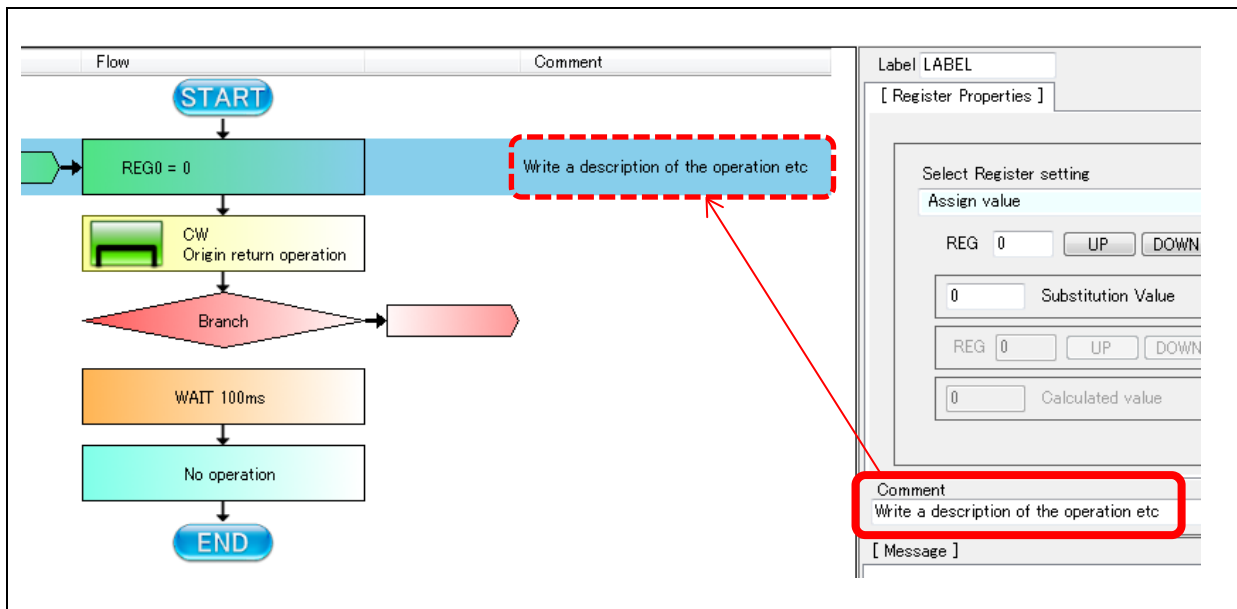 Flow
Comment
START
REG0 = 0
Write a description of the operation etc
CW
Origin return operation
Branch
WAIT 100ms
No operation
END
Label LABEL
[ Register Properties ]
Select Register setting
Assign value
REG 0 UP DOWN
0 Substitution Value
REG 0 UP DOWN
0 Calculated value
Comment
Write a description of the operation etc
[ Message ]